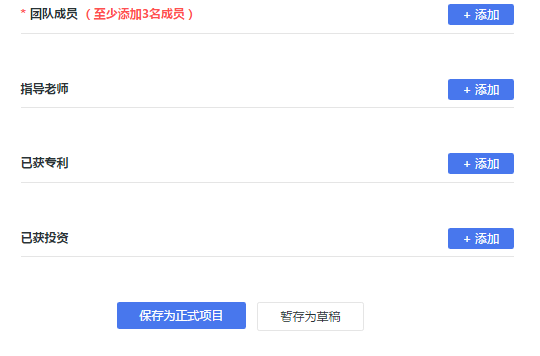 * 团队成员 ( 至少添加3名成员 ) + 添加
指导老师 + 添加
已获专利 + 添加
已获投资 + 添加
保存为正式项目 暂存为草稿